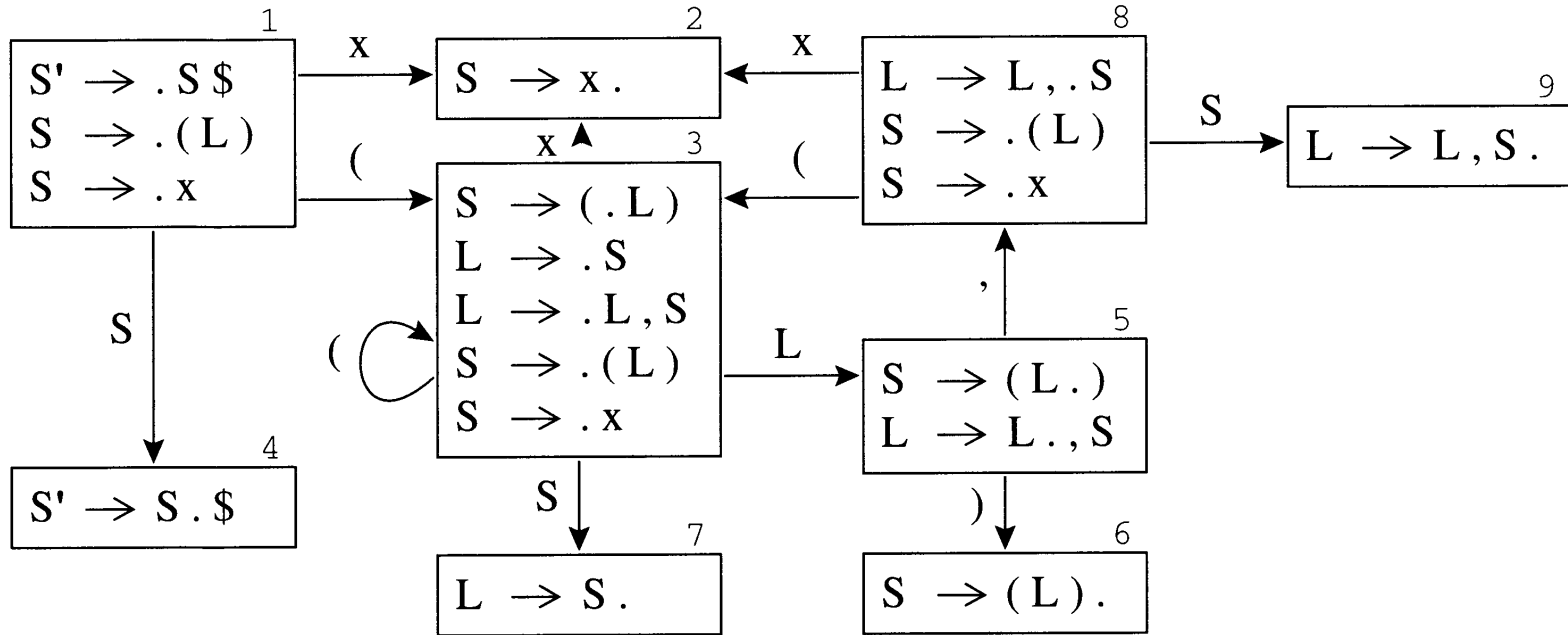 1
S' → . S $
S → . ( L )
S → . x
x
(
S
2
S → x .
x
3
S → ( . L )
L → . S
L → . L , S
S → . ( L )
S → . x
(
L
S
8
L → L , . S
S → . ( L )
S → . x
x
(
S
9
L → L , S .
,
5
S → ( L . )
L → L . , S
)
4
S' → S . $
7
L → S .
6
S → ( L ) .